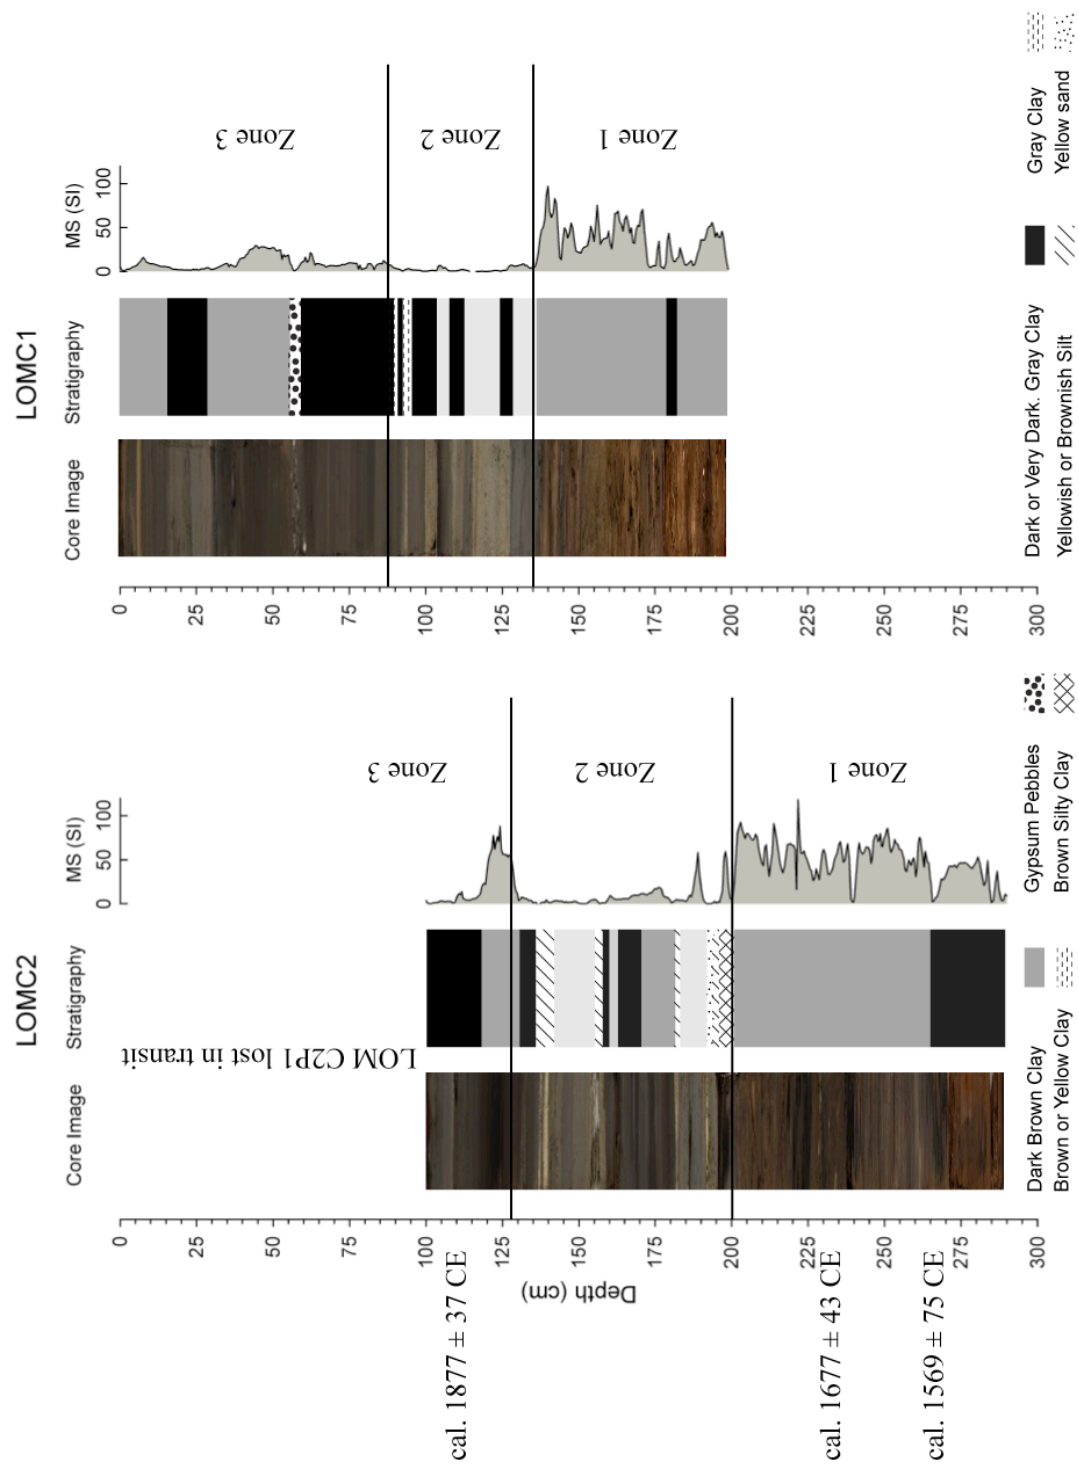 LOMC1
Core Image
Stratigraphy
MS (SI)
0 50 100
Zone 3
Zone 2
Zone 1
0
25
50
75
100
125
150
175
200
225
250
275
300
LOMC2
Core Image
Stratigraphy
MS (SI)
0 50 100
LOM C2P1 lost in transit
Zone 3
Zone 2
Zone 1
0
25
50
75
100
125
150
175
200
225
250
275
300
Depth (cm)
cal. 1877 ± 37 CE
cal. 1677 ± 43 CE
cal. 1569 ± 75 CE
Dark Brown Clay
Gypsum Pebbles
Dark or Very Dark. Gray Clay
Gray Clay
Brown or Yellow Clay
Brown Silty Clay
Yellowish or Brownish Silt
Yellow sand